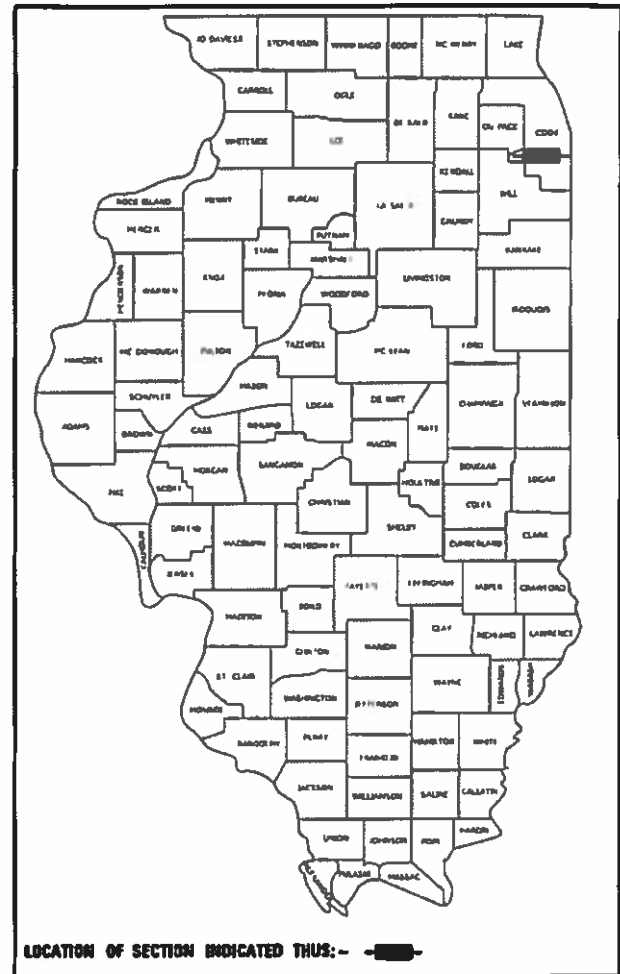 JO DAVIESS STEPHENSON WINNEBAGO BOONE MC HENRY LAKE
CARROLL OGLE
DE KALB KANE DU PAGE COOK
WHITESIDE LEE
KENDALL WILL
ROCK ISLAND HENRY BUREAU LA SALLE
GRUNDY
MERCER PUTNAM
STARK MARSHALL KANKAKEE
HENDERSON WARREN KNOX PEORIA WOODFORD LIVINGSTON
IROQUOIS
HANCOCK MC DONOUGH FULTON TAZEWELL MC LEAN FORD
MASON
SCHUYLER LOGAN DE WITT CHAMPAIGN VERMILION
ADAMS BROWN CASS MENARD MACON PIATT
MORGAN SANGAMON DOUGLAS
PIKE SCOTT CHRISTIAN MOULTRIE COLES LOGAR
GREENE MACOUPIN MONTGOMERY SHELBY CUMBERLAND CLARK
CALHOUN
JERSEY FAYETTE EFFINGHAM JASPER CRAWFORD
MADISON BOND
CLAY RICHLAND LAWRENCE
CLINTON MARION
ST CLAIR WAYNE EDWARDS WABASH
WASHINGTON JEFFERSON
MONROE
RANDOLPH PERRY HAMILTON WHITE
FRANKLIN
JACKSON WILLIAMSON SALINE GALLATIN
UNION JOHNSON POPE HARDIN
ALEXANDER PULASKI MASSAC
LOCATION OF SECTION INDICATED THUS:-